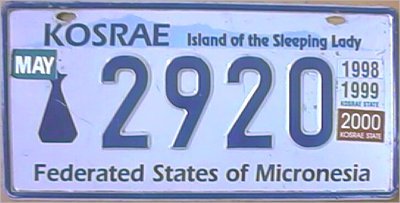 KOSRAE Island of the Sleeping Lady
MAY
2920
1998
1999
KOSRAE STATE
2000
KOSRAE STATE
Federated States of Micronesia